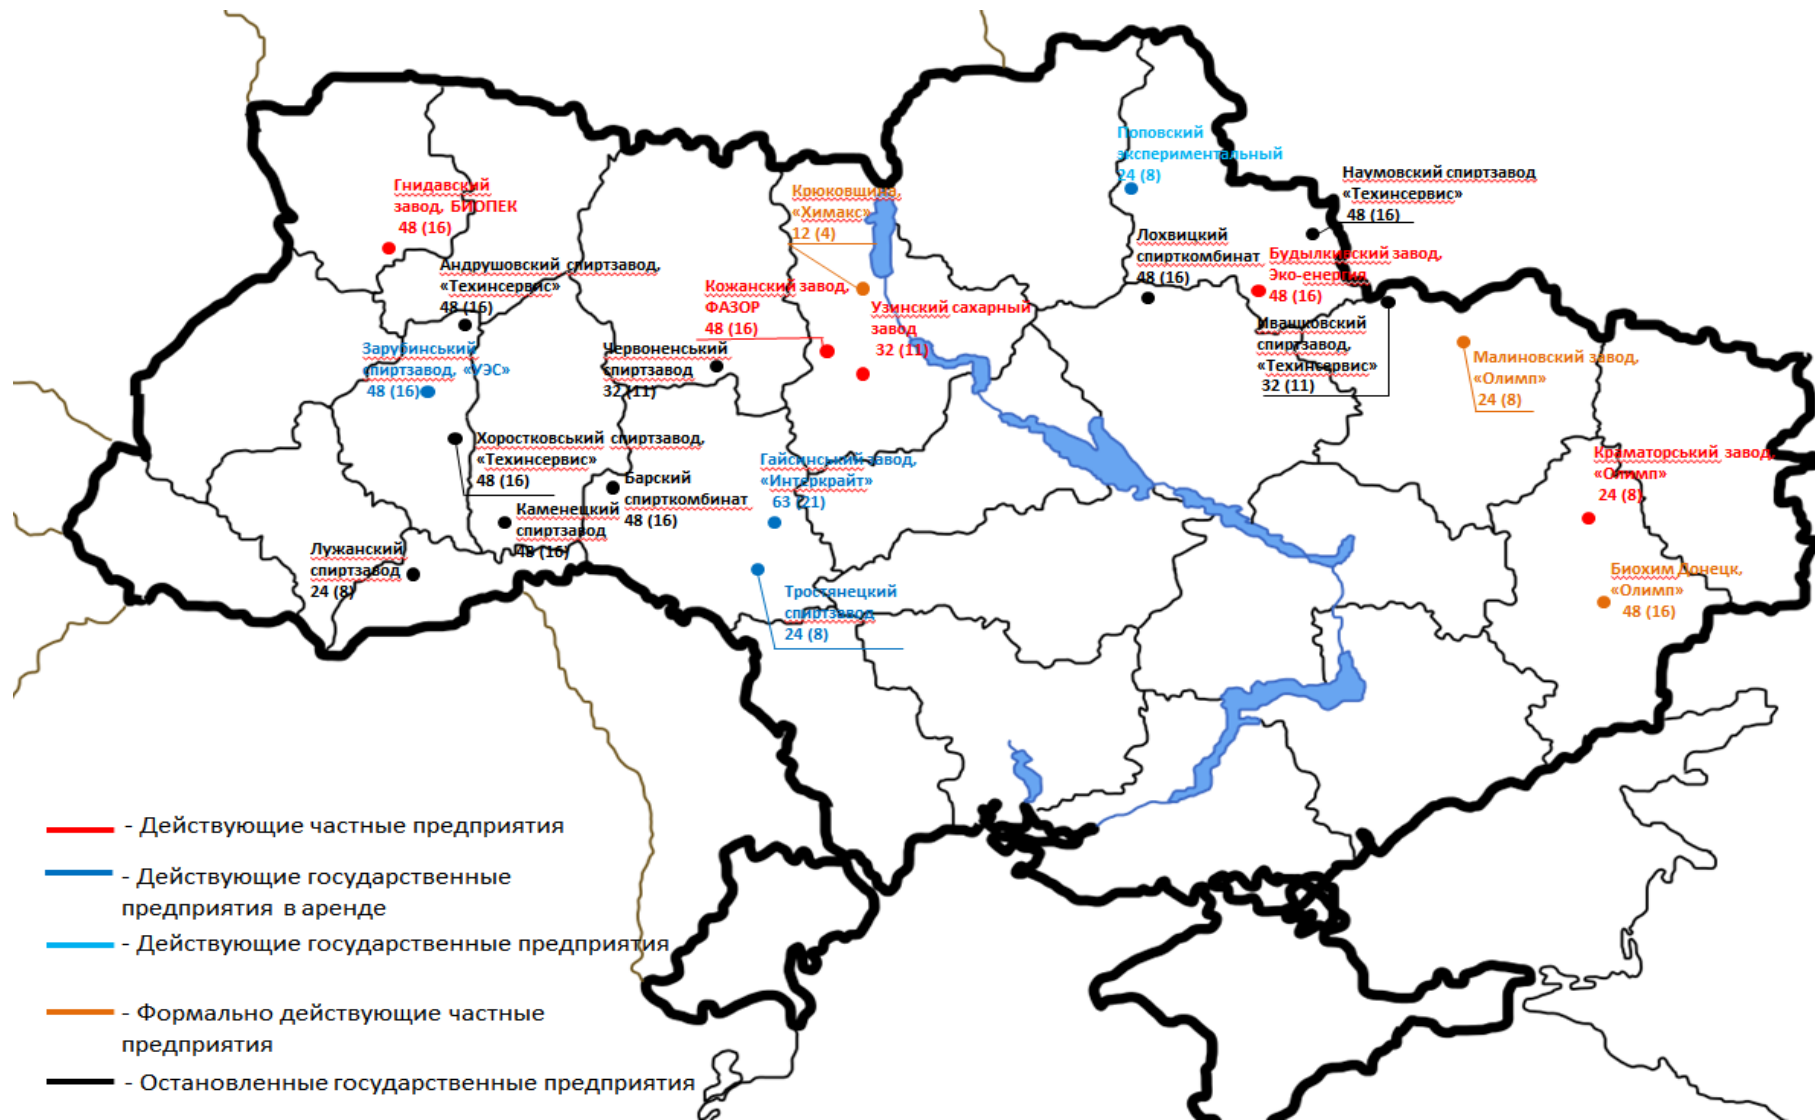 Поповский
экспериментальный
24 (8)
Наумовский спиртзавод
«Техинсервис»
48 (16)
Гнидавский
завод, БИОПЕК
48 (16)
Крюковщина,
«Химакс»
12 (4)
Лохвицкий
спирткомбинат
48 (16)
Будылкивский завод,
Эко-енергия
48 (16)
Андрушовский спиртзавод,
«Техинсервис»
48 (16)
Кожанский завод,
ФАЗОР
48 (16)
Узинский сахарный
завод
32 (11)
Ивашковский
спиртзавод,
«Техинсервис»
32 (11)
Зарубинський
спиртзавод, «УЭС»
48 (16)
Червоненський
спиртзавод
32 (11)
Малиновский завод,
«Олимп»
24 (8)
Хоростковський спиртзавод,
«Техинсервис»
48 (16)
Барский
спирткомбинат
48 (16)
Гайсинський завод,
«Интеркрайт»
63 (21)
Краматорський завод,
«Олимп»
24 (8)
Каменецкий
спиртзавод
48 (16)
Лужанский
спиртзавод
24 (8)
Тростянецкий
спиртзавод
24 (8)
Биохим Донецк,
«Олимп»
48 (16)
- Действующие частные предприятия
- Действующие государственные
предприятия в аренде
- Действующие государственные предприятия
- Формально действующие частные
предприятия
- Остановленные государственные предприятия